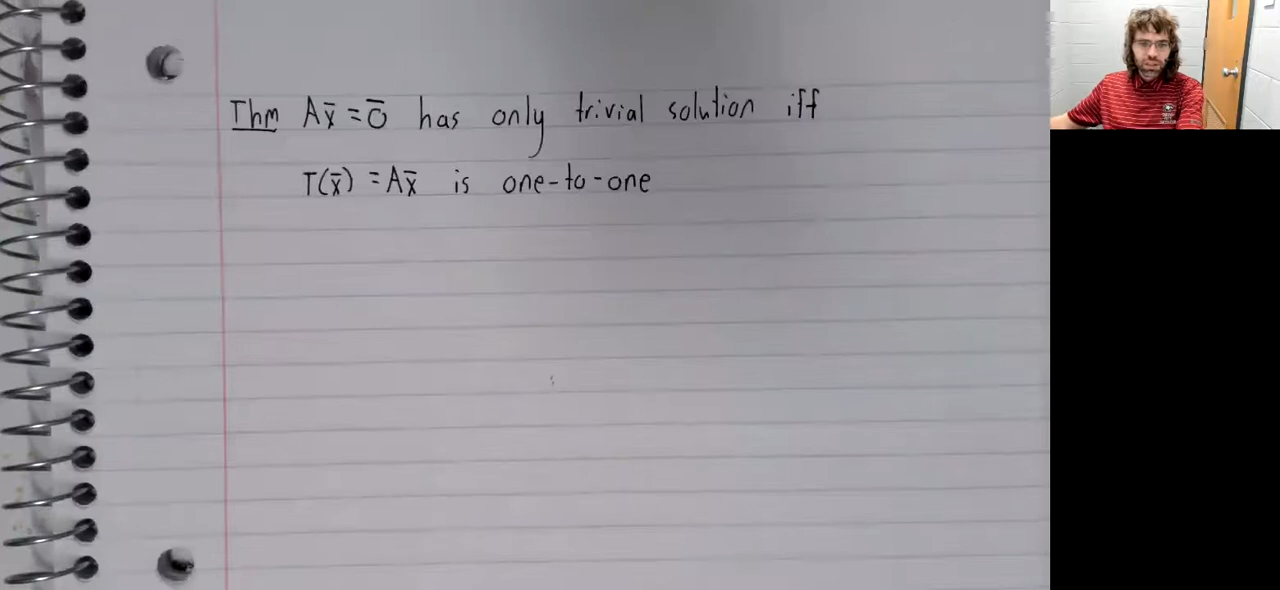 Thm Ax̄ = 0̄ has only trivial solution iff
T(x̄) = Ax̄ is one-to-one